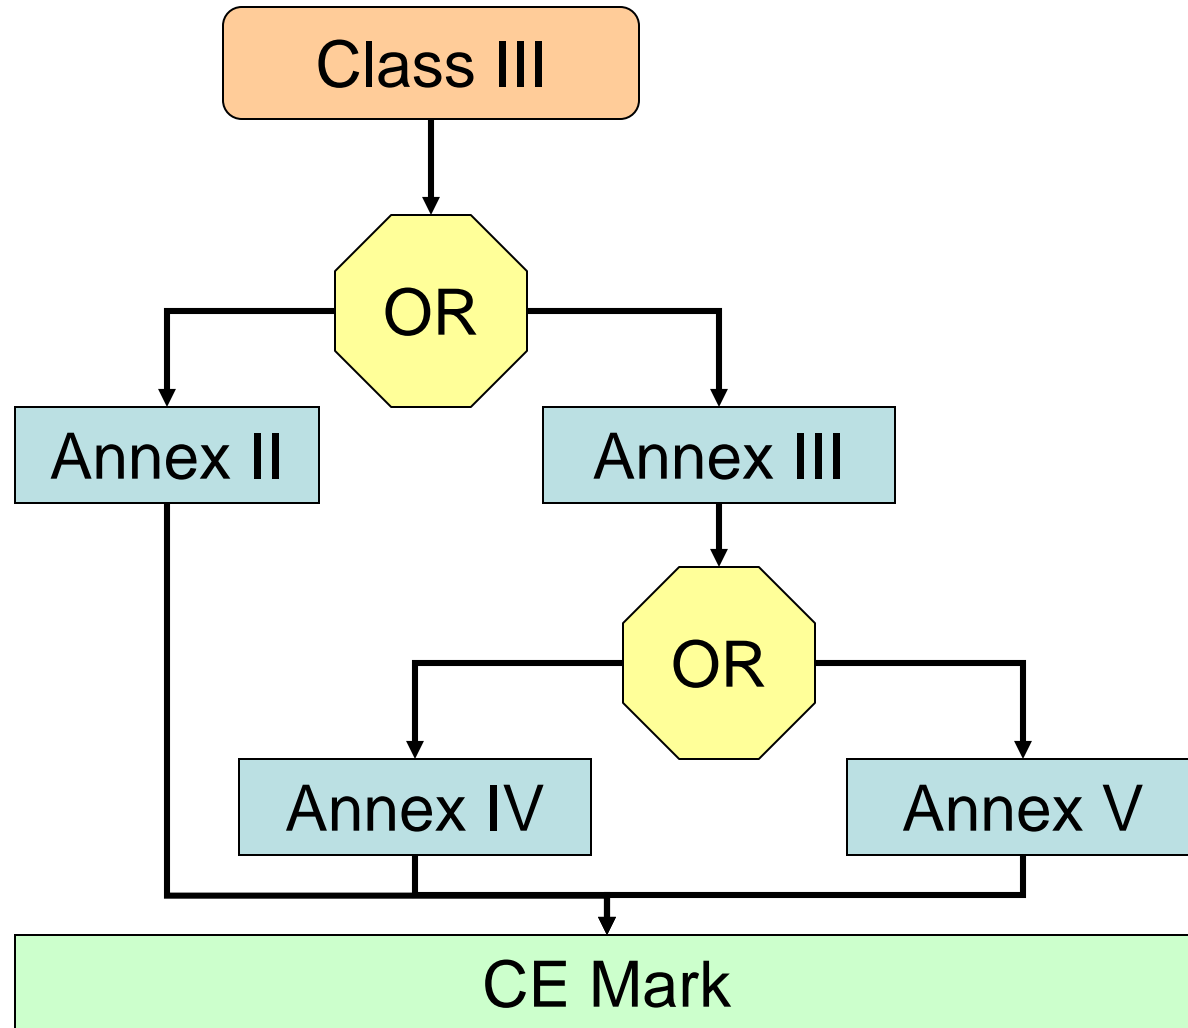 Class III
OR
Annex II
Annex III
OR
Annex IV
Annex V
CE Mark